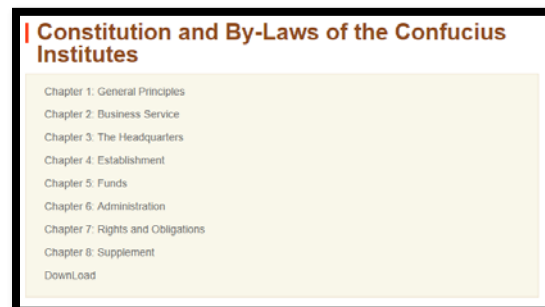 Constitution and By-Laws of the Confucius
Institutes
Chapter 1: General Principles
Chapter 2: Business Service
Chapter 3: The Headquarters
Chapter 4: Establishment
Chapter 5: Funds
Chapter 6: Administration
Chapter 7: Rights and Obligations
Chapter 8: Supplement
DownLoad